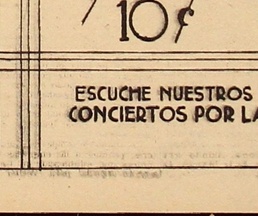 10¢
ESCUCHE NUESTROS
CONCIERTOS POR LA